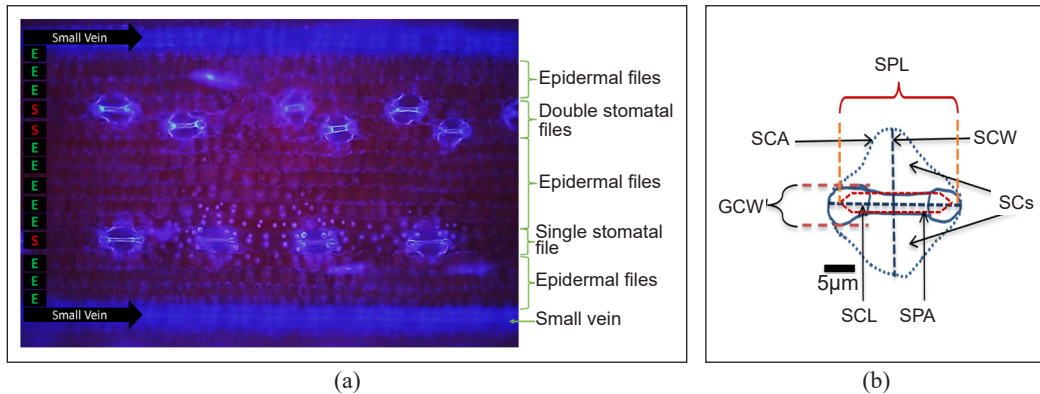 Small Vein
E
E
E
S
S
E
E
E
E
E
S
E
E
E
Small Vein
Epidermal files
Double stomatal
files
Epidermal files
Single stomatal
file
Epidermal files
Small vein
(a)
SPL
SCA
SCW
GCW
SCs
5µm
SCL
SPA
(b)